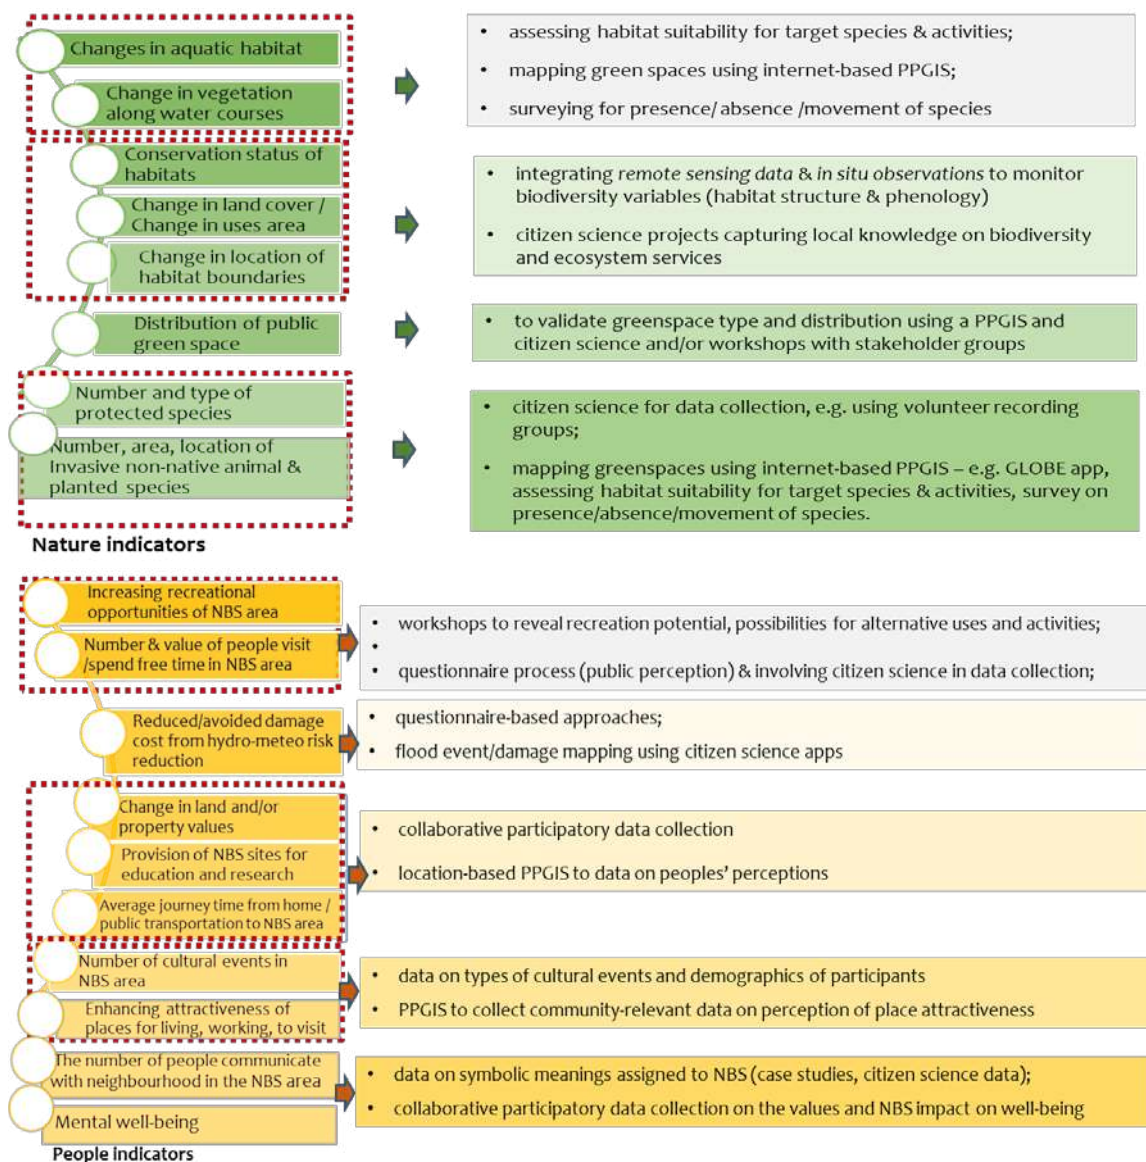 Changes in aquatic habitat
Change in vegetation
along water courses
• assessing habitat suitability for target species & activities;
• mapping green spaces using internet-based PPGIS;
• surveying for presence/ absence /movement of species
Conservation status of
habitats
Change in land cover /
Change in uses area
Change in location of
habitat boundaries
• integrating remote sensing data & in situ observations to monitor
biodiversity variables (habitat structure & phenology)
• citizen science projects capturing local knowledge on biodiversity
and ecosystem services
Distribution of public
green space
• to validate greenspace type and distribution using a PPGIS and
citizen science and/or workshops with stakeholder groups
Number and type of
protected species
Number, area, location of
Invasive non-native animal &
planted species
• citizen science for data collection, e.g. using volunteer recording
groups;
• mapping greenspaces using internet-based PPGIS – e.g. GLOBE app,
assessing habitat suitability for target species & activities, survey on
presence/absence/movement of species.
Nature indicators
Increasing recreational
opportunities of NBS area
Number & value of people visit
/spend free time in NBS area
• workshops to reveal recreation potential, possibilities for alternative uses and activities;
•
• questionnaire process (public perception) & involving citizen science in data collection;
Reduced/avoided damage
cost from hydro-meteo risk
reduction
• questionnaire-based approaches;
• flood event/damage mapping using citizen science apps
Change in land and/or
property values
Provision of NBS sites for
education and research
Average journey time from home /
public transportation to NBS area
• collaborative participatory data collection
• location-based PPGIS to data on peoples' perceptions
Number of cultural events in
NBS area
Enhancing attractiveness of
places for living, working, to visit
• data on types of cultural events and demographics of participants
• PPGIS to collect community-relevant data on perception of place attractiveness
The number of people communicate
with neighbourhood in the NBS area
Mental well-being
• data on symbolic meanings assigned to NBS (case studies, citizen science data);
• collaborative participatory data collection on the values and NBS impact on well-being
People indicators